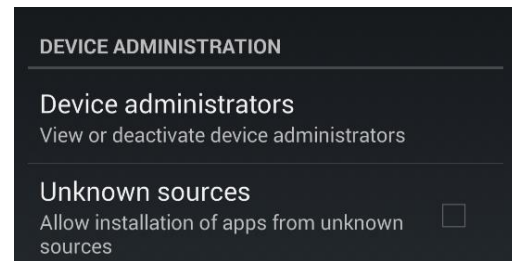 DEVICE ADMINISTRATION
Device administrators
View or deactivate device administrators
Unknown sources
Allow installation of apps from unknown
sources